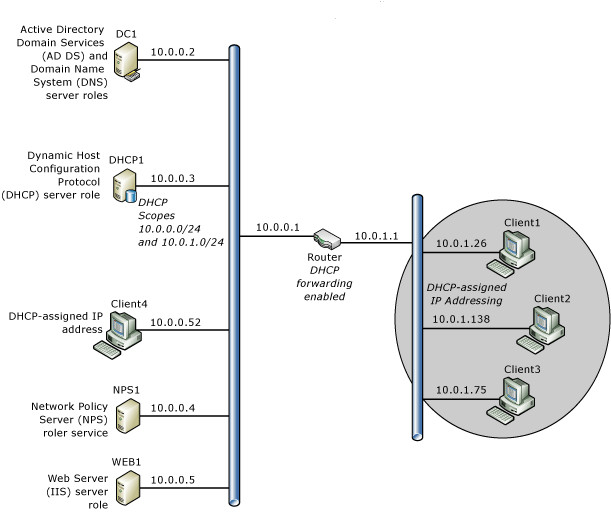 Active Directory
Domain Services
(AD DS) and
Domain Name
System (DNS)
server roles
DC1
10.0.0.2
Dynamic Host
Configuration
Protocol
(DHCP) server role
DHCP1
10.0.0.3
DHCP
Scopes
10.0.0.0/24
and 10.0.1.0/24
10.0.0.1
Router
DHCP
forwarding
enabled
10.0.1.1
Client1
10.0.1.26
DHCP-assigned
IP Addressing
Client2
10.0.1.138
Client3
10.0.1.75
Client4
DHCP-assigned IP
address
10.0.0.52
NPS1
Network Policy
Server (NPS)
roler service
10.0.0.4
WEB1
Web Server
(IIS) server
role
10.0.0.5